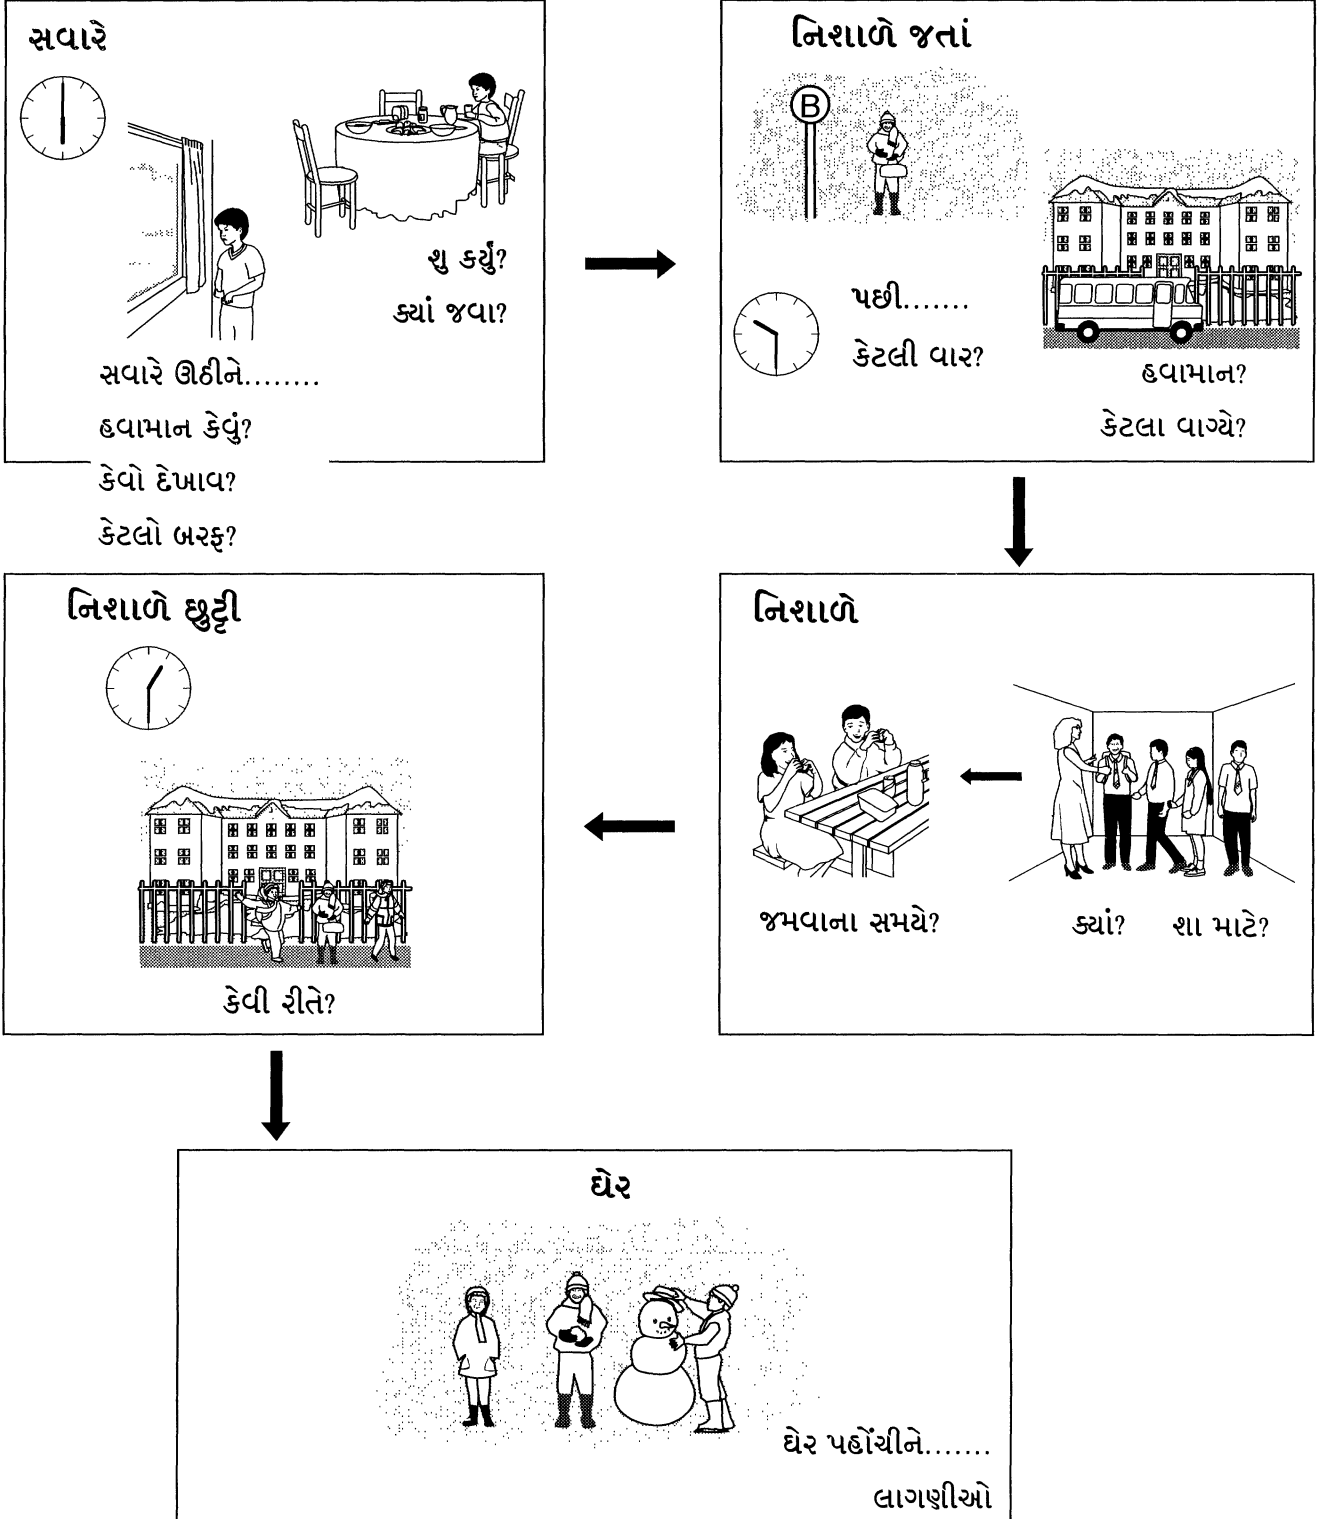 સવારે
શુ કર્યું?
ક્યાં જવા?
સવારે ઊઠીને........
હવામાન કેવું?
કેવો દેખાવ?
કેટલો બરફ?
નિશાળે જતાં
B
પછી.......
કેટલી વાર?
હવામાન?
કેટલા વાગ્યે?
નિશાળે
જમવાના સમયે?
ક્યાં? શા માટે?
નિશાળે છુટ્ટી
કેવી રીતે?
ઘેર
ઘેર પહોંચીને.......
લાગણીઓ